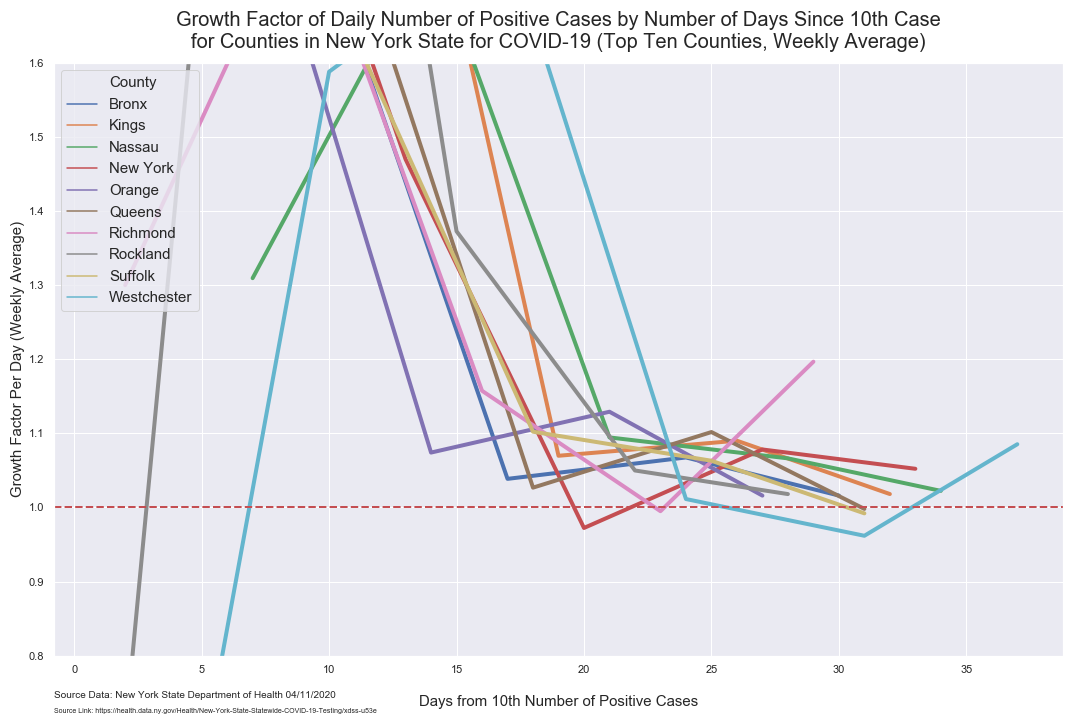 Growth Factor of Daily Number of Positive Cases by Number of Days Since 10th Case
for Counties in New York State for COVID-19 (Top Ten Counties, Weekly Average)
Growth Factor Per Day (Weekly Average)
1.6
1.5
1.4
1.3
1.2
1.1
1.0
0.9
0.8
County
Bronx
Kings
Nassau
New York
Orange
Queens
Richmond
Rockland
Suffolk
Westchester
0 5 10 15 20 25 30 35
Days from 10th Number of Positive Cases
Source Data: New York State Department of Health 04/11/2020
Source Link: https://health.data.ny.gov/Health/New-York-State-Statewide-COVID-19-Testing/xdss-u53e